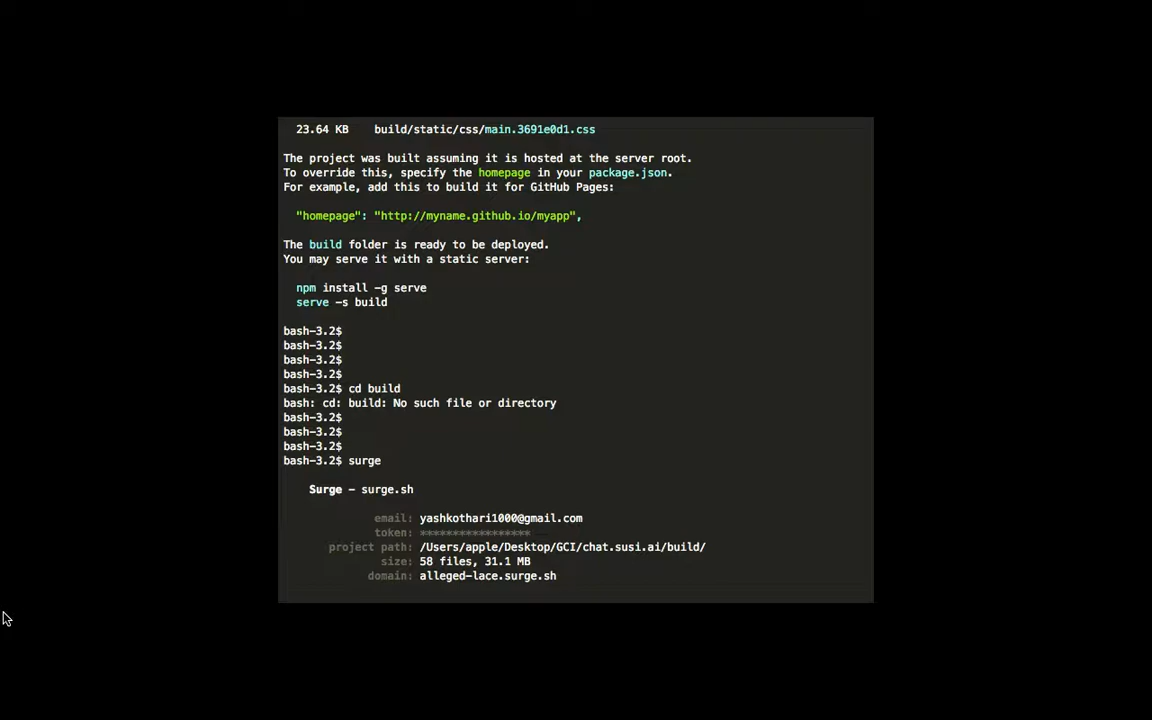 23.64 KB    build/static/css/main.3691e0d1.css
The project was built assuming it is hosted at the server root.
To override this, specify the homepage in your package.json.
For example, add this to build it for GitHub Pages:
"homepage": "http://myname.github.io/myapp",
The build folder is ready to be deployed.
You may serve it with a static server:
npm install -g serve
serve -s build
bash-3.2$
bash-3.2$
bash-3.2$
bash-3.2$
bash-3.2$ cd build
bash: cd: build: No such file or directory
bash-3.2$
bash-3.2$
bash-3.2$
bash-3.2$ surge
Surge - surge.sh
email: yashkothari1000@gmail.com
token: *****************
project path: /Users/apple/Desktop/GCI/chat.susi.ai/build/
size: 58 files, 31.1 MB
domain: alleged-lace.surge.sh